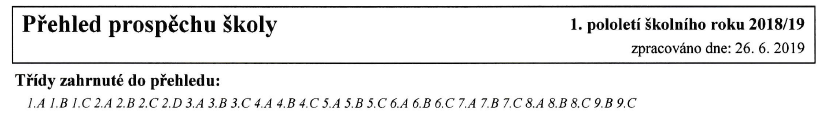 Přehled prospěchu školy
1. pololetí školního roku 2018/19
zpracováno dne: 26. 6. 2019
Třídy zahrnuté do přehledu:
1.A 1.B 1.C 2.A 2.B 2.C 2.D 3.A 3.B 3.C 4.A 4.B 4.C 5.A 5.B 5.C 6.A 6.B 6.C 7.A 7.B 7.C 8.A 8.B 8.C 9.B 9.C